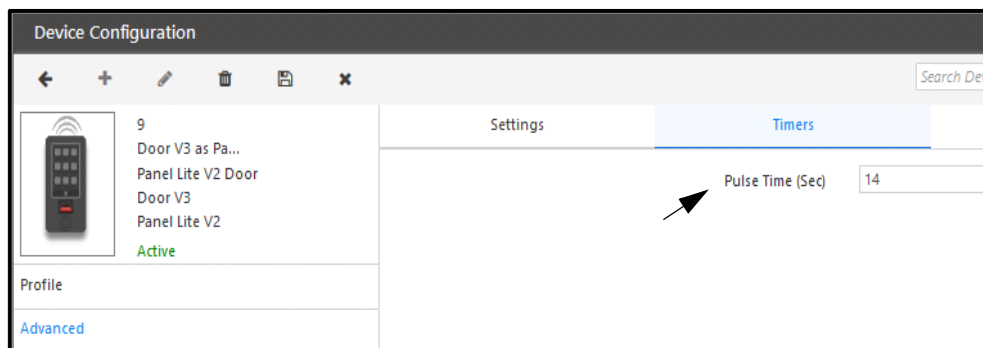 Device Configuration
Search De
9
Door V3 as Pa...
Panel Lite V2 Door
Door V3
Panel Lite V2
Active
Profile
Advanced
Settings
Timers
Pulse Time (Sec)
14